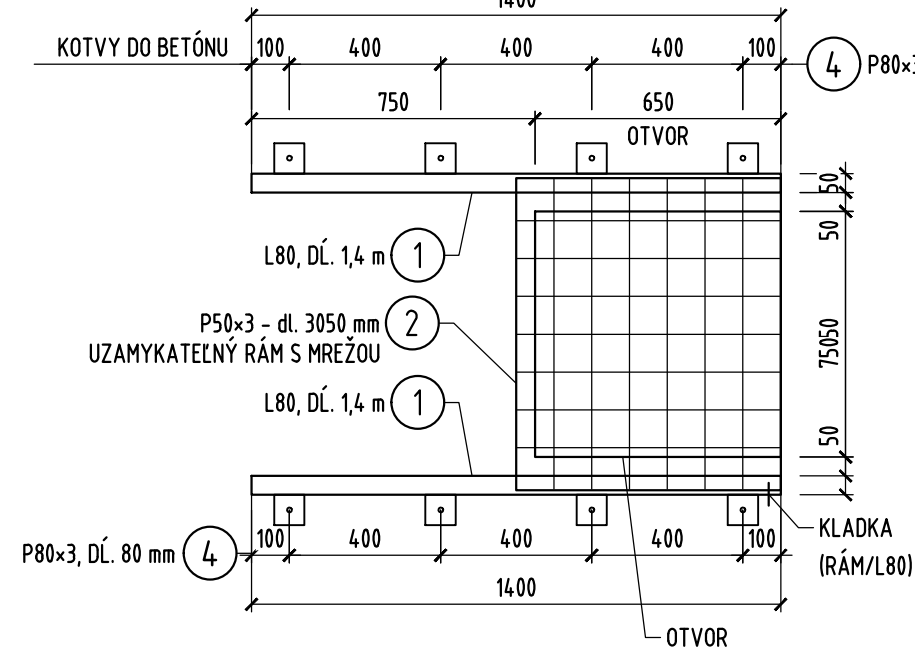 1400
KOTVY DO BETÓNU
100 400 400 400 100
4 P80×3
750 650
OTVOR
50
50
L80, DĹ. 1,4 m 1
P50×3 - dl. 3050 mm 2
UZAMYKATEĽNÝ RÁM S MREŽOU
75050
L80, DĹ. 1,4 m 1
50
KLADKA
(RÁM/L80)
P80×3, DĹ. 80 mm 4
100 400 400 400 100
1400
OTVOR